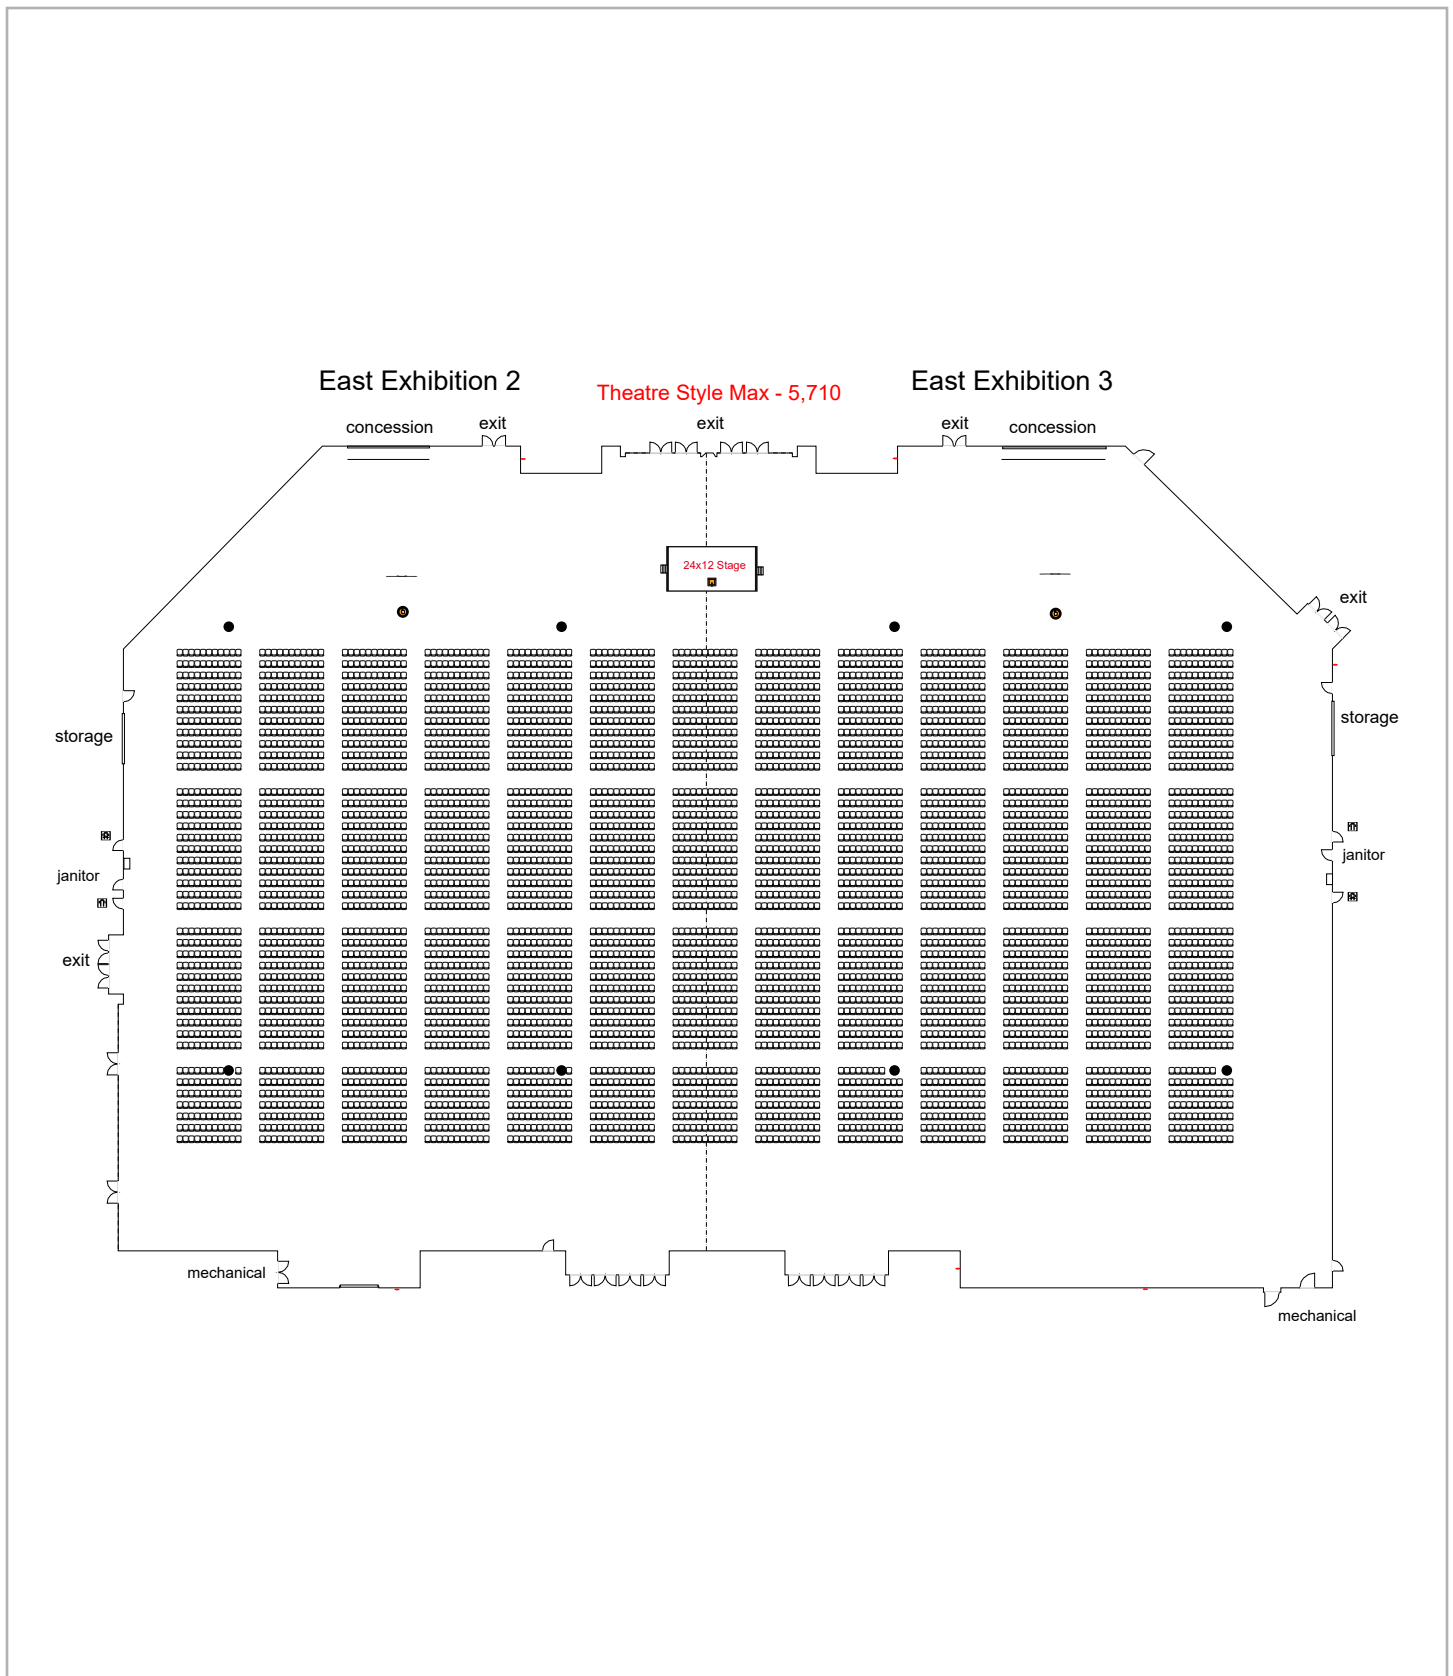 East Exhibition 2
Theatre Style Max - 5,710
East Exhibition 3
concession
exit
exit
exit
concession
24x12 Stage
exit
storage
storage
janitor
janitor
exit
mechanical
mechanical